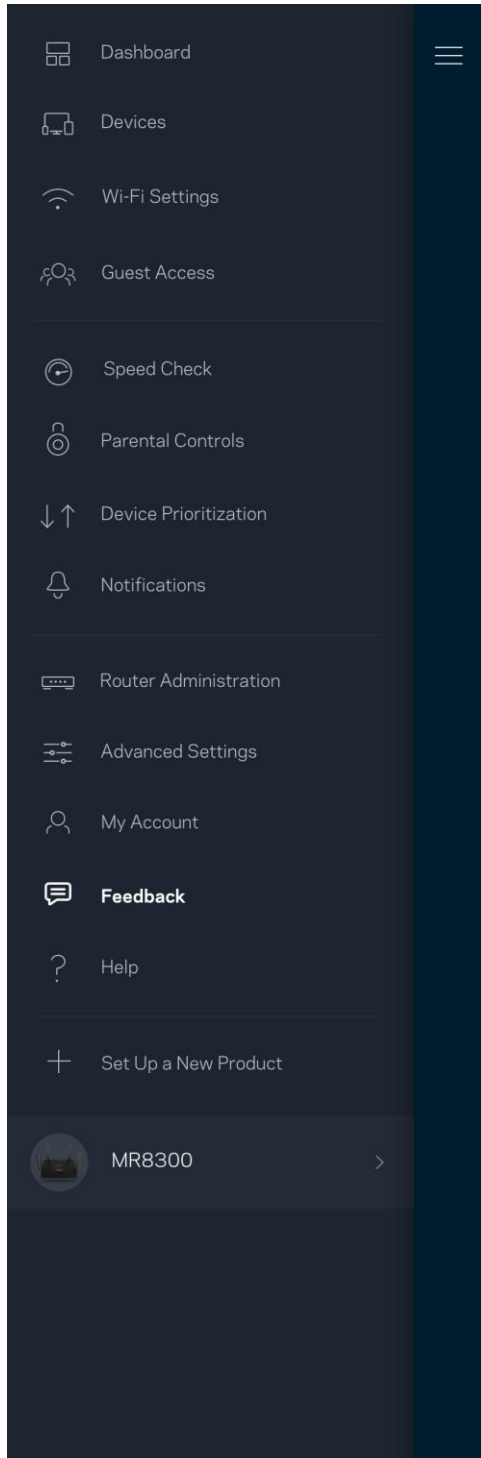 Dashboard
Devices
Wi-Fi Settings
Guest Access
Speed Check
Parental Controls
Device Prioritization
Notifications
Router Administration
Advanced Settings
My Account
Feedback
Help
Set Up a New Product
MR8300